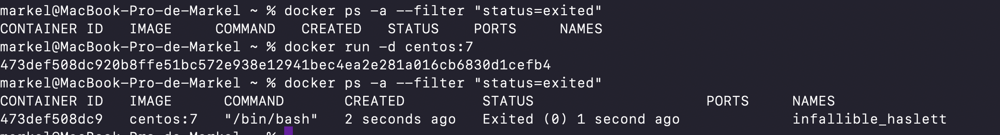 markel@MacBook-Pro-de-Markel ~ % docker ps -a --filter "status=exited"
CONTAINER ID   IMAGE     COMMAND   CREATED   STATUS    PORTS     NAMES
markel@MacBook-Pro-de-Markel ~ % docker run -d centos:7
473def508dc920b8ffe51bc572e938e12941bec4ea2e281a016cb6830d1cefb4
markel@MacBook-Pro-de-Markel ~ % docker ps -a --filter "status=exited"
CONTAINER ID   IMAGE      COMMAND       CREATED         STATUS                    PORTS     NAMES
473def508dc9   centos:7   "/bin/bash"   2 seconds ago   Exited (0) 1 second ago             infallible_haslett
markel@MacBook-Pro-de-Markel ~ %